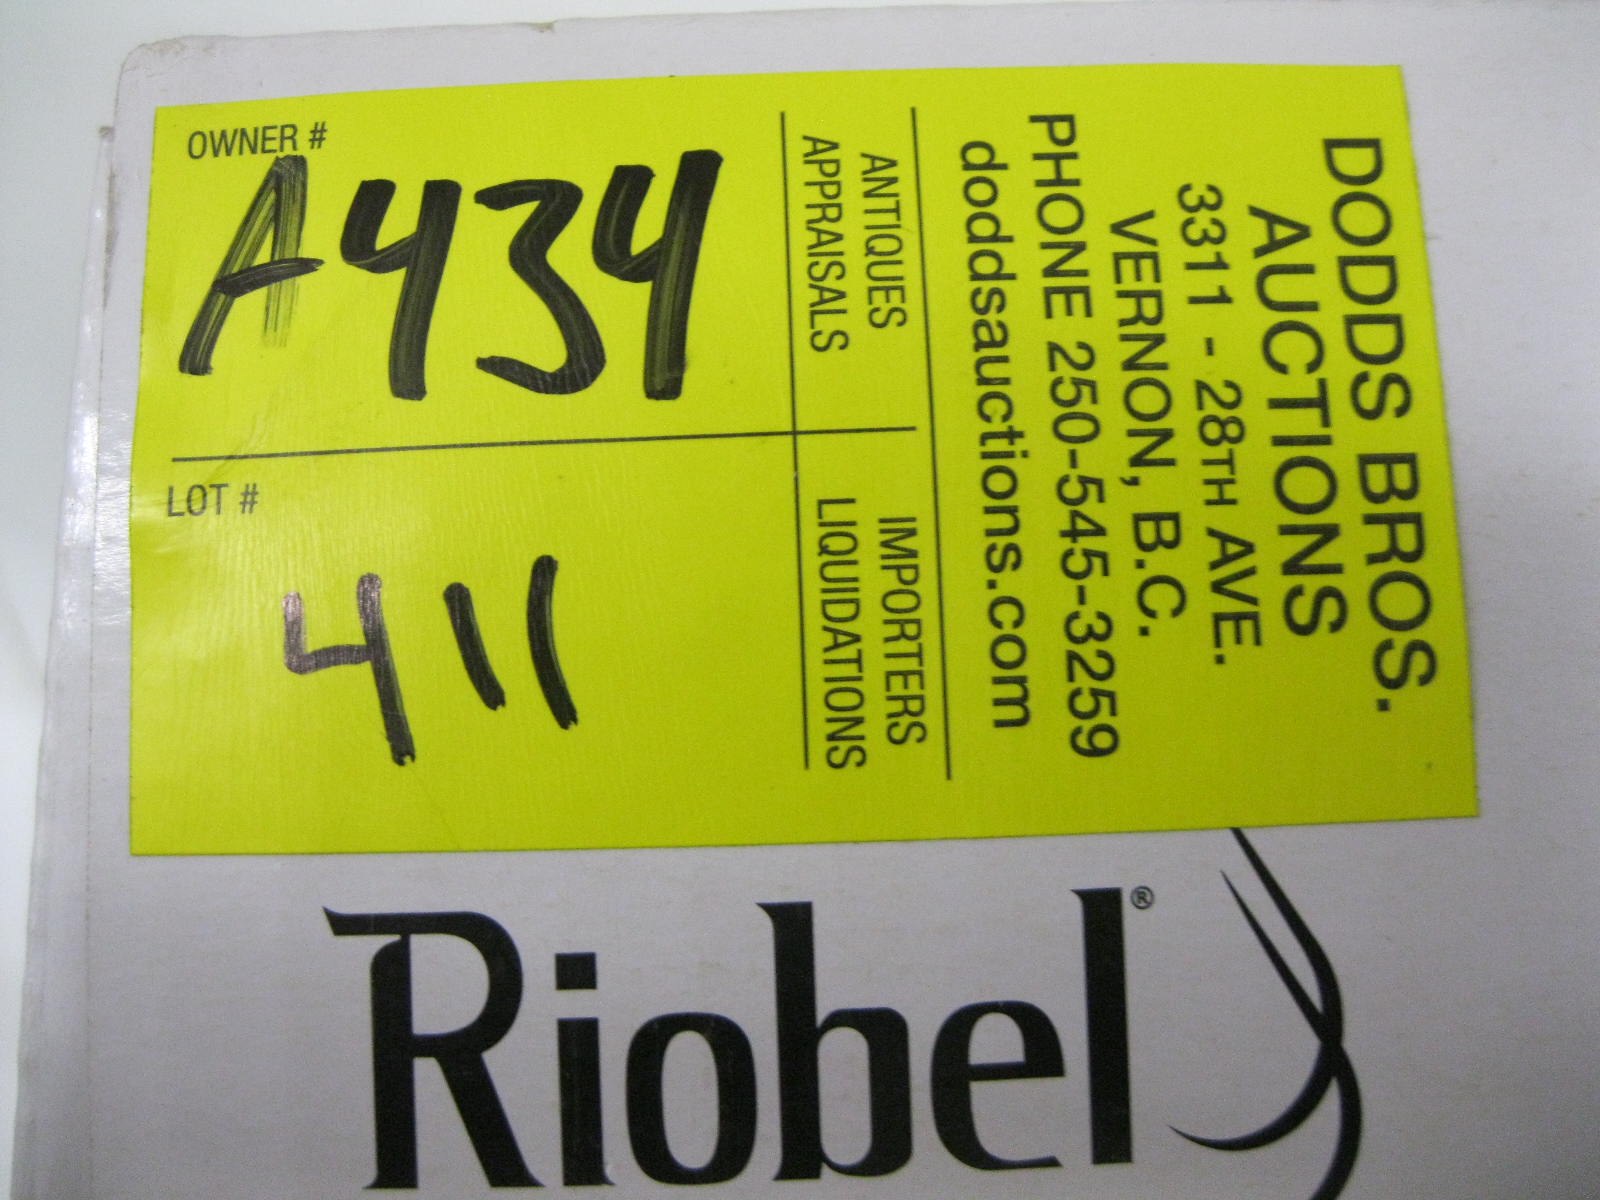 OWNER #
A434
LOT #
411
DODDS BROS.
AUCTIONS
3311 - 28TH AVE.
VERNON, B.C.
PHONE 250-545-3259
doddsauctions.com
ANTIQUES
APPRAISALS
IMPORTERS
LIQUIDATIONS
Riobel®